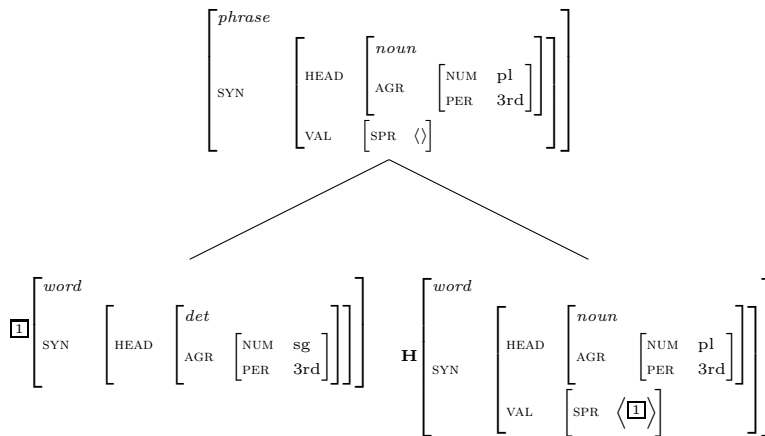 phrase
noun
HEAD NUM pl
AGR
SYN PER 3rd
VAL SPR ⟨⟩
word word
det noun
1 HEAD NUM sg HEAD NUM pl
SYN AGR AGR
PER 3rd H SYN PER 3rd
VAL SPR ⟨1⟩